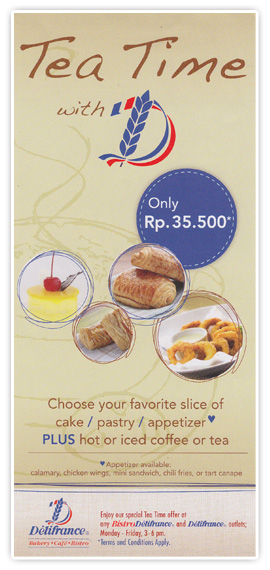 Tea Time
with
Only
Rp. 35.500*
Choose your favorite slice of
cake / pastry / appetizer♥
PLUS hot or iced coffee or tea
♥Appetizer available:
calamary, chicken wings, mini sandwich, chili fries, or tart canape
Délifrance®
Bakery • Café • Bistro
Enjoy our special Tea Time offer at
any BistroDélifrance® and Délifrance® outlets;
Monday - Friday, 3- 6 pm.
*Terms and Conditions Apply.